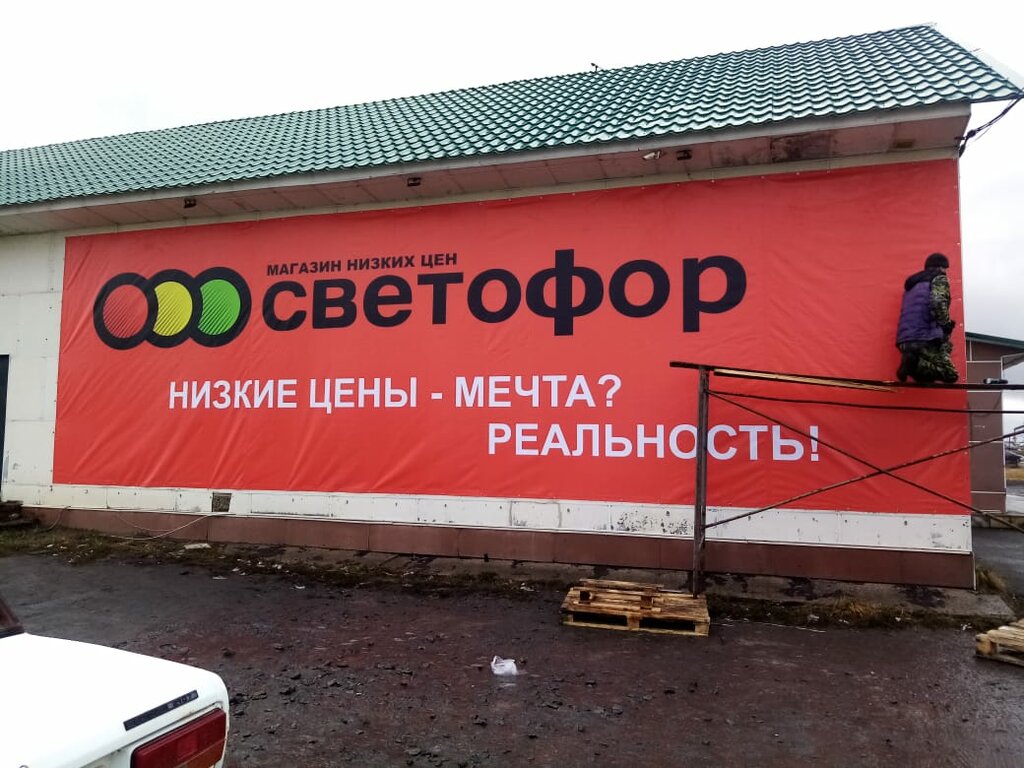 МАГАЗИН НИЗКИХ ЦЕН
светофор
НИЗКИЕ ЦЕНЫ - МЕЧТА?
РЕАЛЬНОСТЬ!